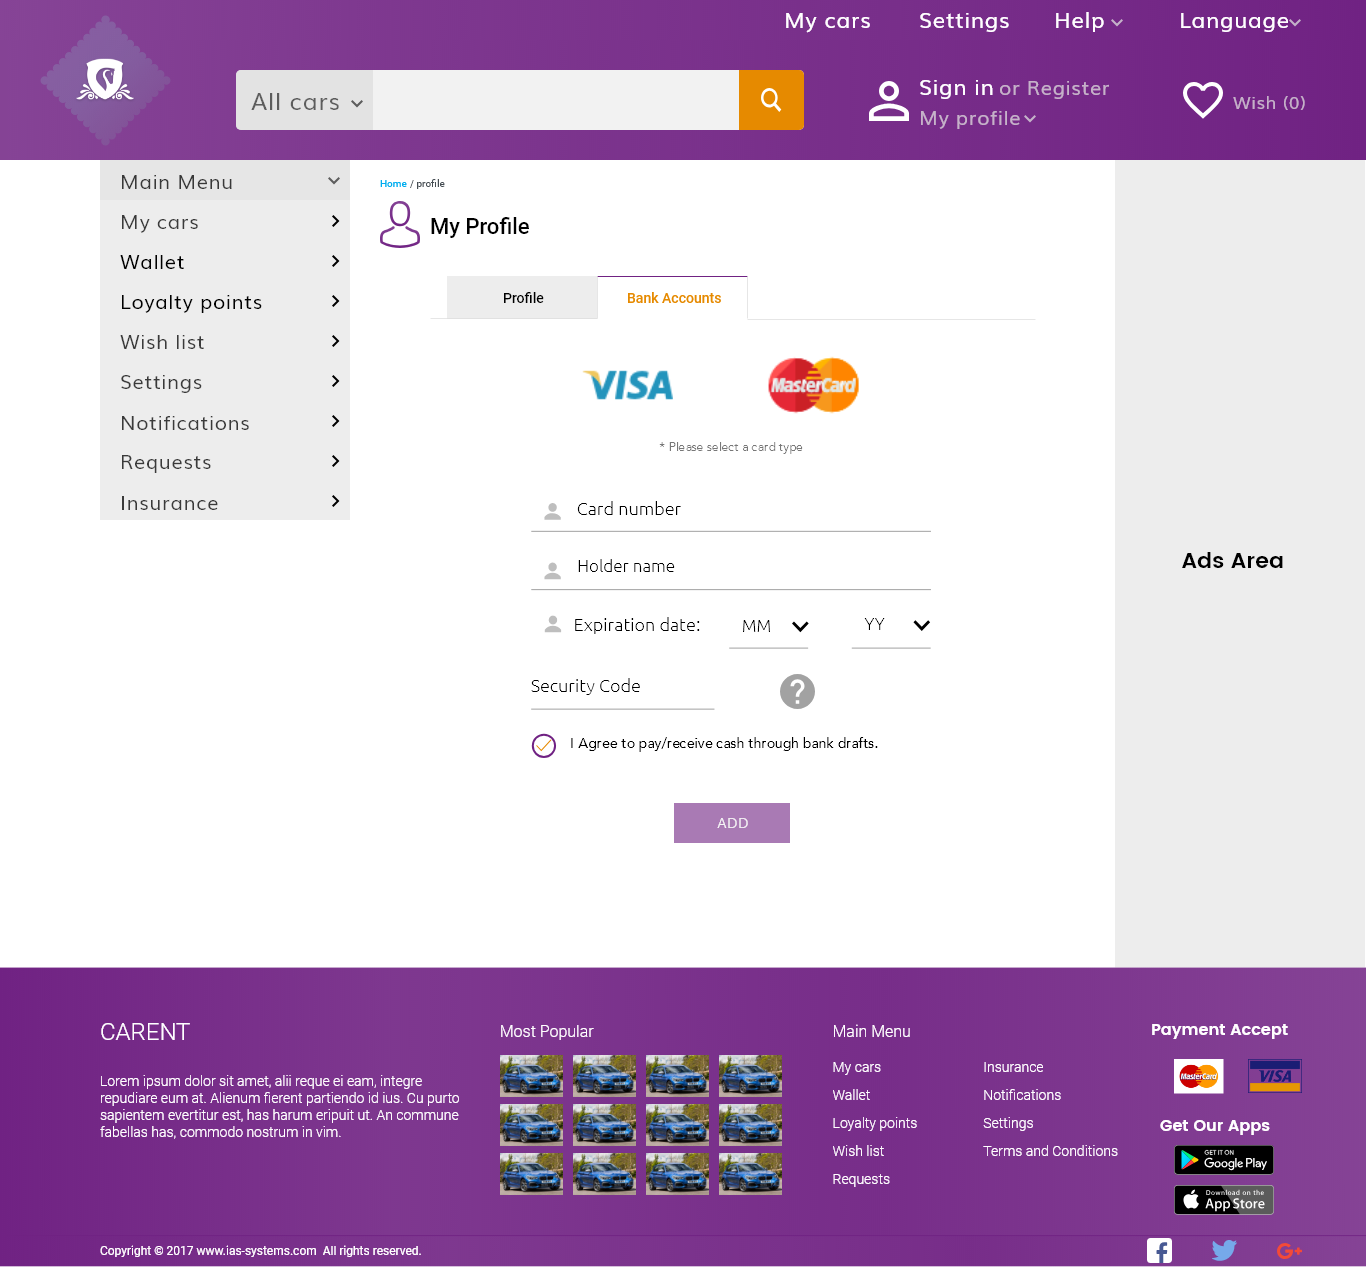 My cars Settings Help Language
All cars
Sign in or Register
My profile
Wish (0)
Main Menu
My cars
Wallet
Loyalty points
Wish list
Settings
Notifications
Requests
Insurance
Home / profile
My Profile
Profile Bank Accounts
VISA MasterCard
* Please select a card type
Card number
Holder name
Expiration date: MM YY
Security Code
?
I Agree to pay/receive cash through bank drafts.
ADD
Ads Area
CARENT
Lorem ipsum dolor sit amet, alii reque ei eam, integre
repudiare eum at. Alienum fierent partiendo id ius. Cu purto
sapientem evertitur est, has harum eripuit ut. An commune
fabellas has, commodo nostrum in vim.
Most Popular
Main Menu
My cars
Wallet
Loyalty points
Wish list
Requests
Insurance
Notifications
Settings
Terms and Conditions
Payment Accept
MasterCard VISA
Get Our Apps
GET IT ON
Google Play
Download on the
App Store
Copyright © 2017 www.ias-systems.com All rights reserved.
G+